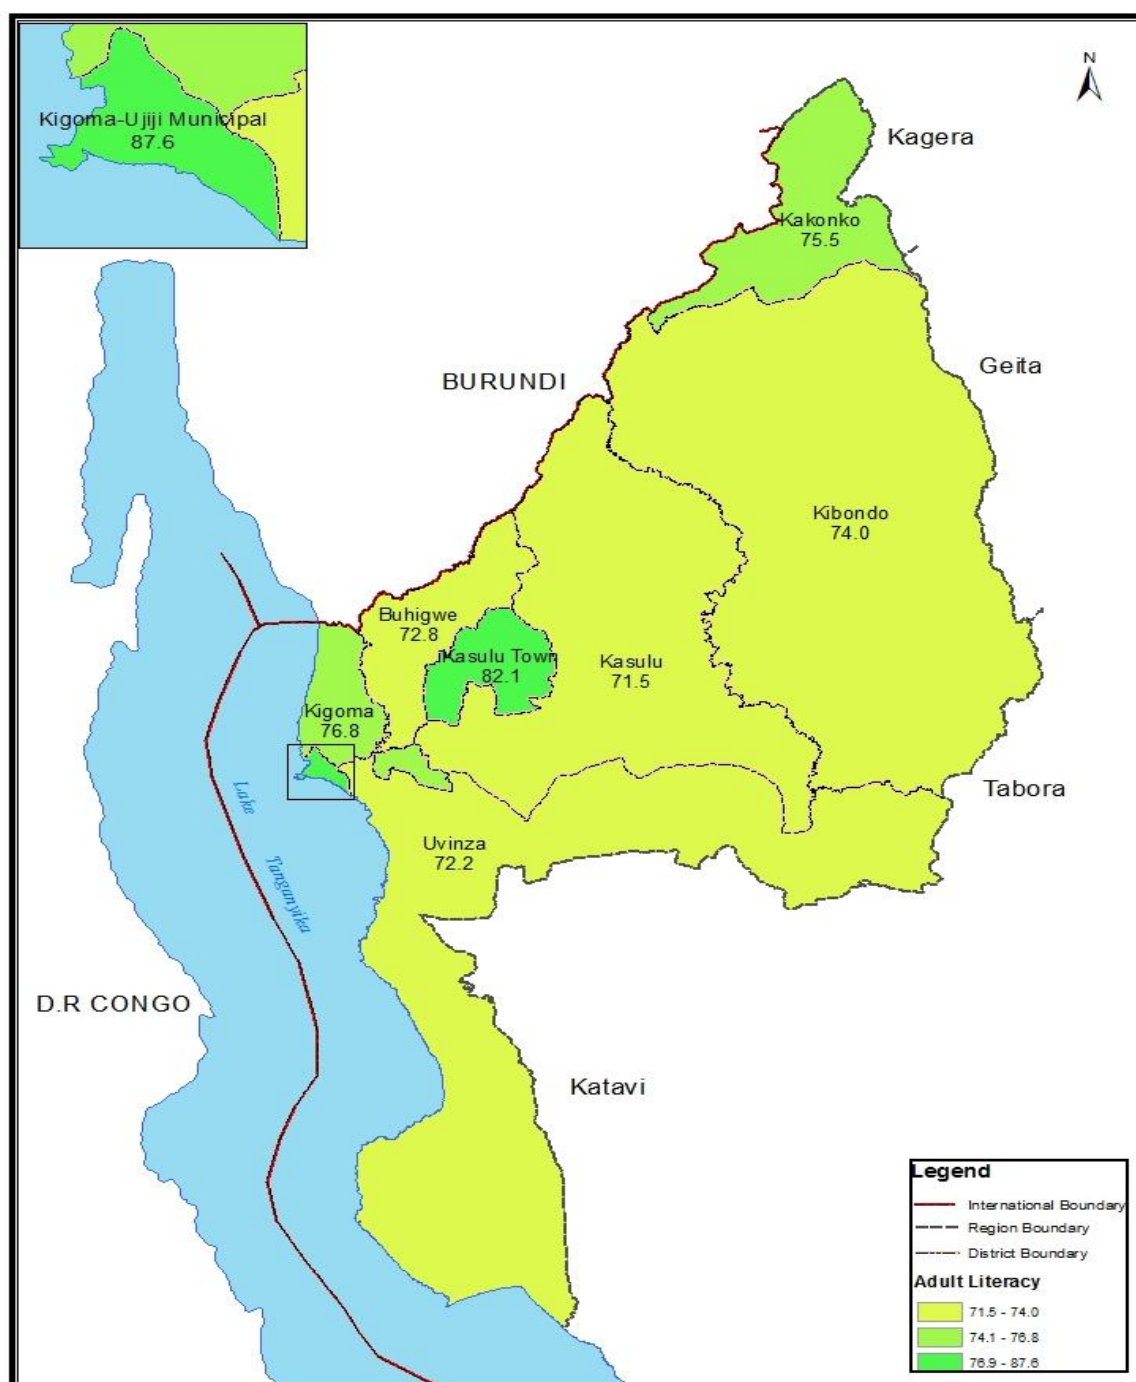 Kigoma-Ujiji Municipal
87.6
N
Kagera
Kakonko
75.5
Geita
BURUNDI
Kibondo
74.0
Buhigwe
72.8
Kasulu Town
82.1
Kasulu
71.5
Kigoma
76.8
Lake
Tanganyika
Uvinza
72.2
Tabora
D.R CONGO
Katavi
Legend
International Boundary
Region Boundary
District Boundary
Adult Literacy
71.5 - 74.0
74.1 - 76.8
76.9 - 87.6